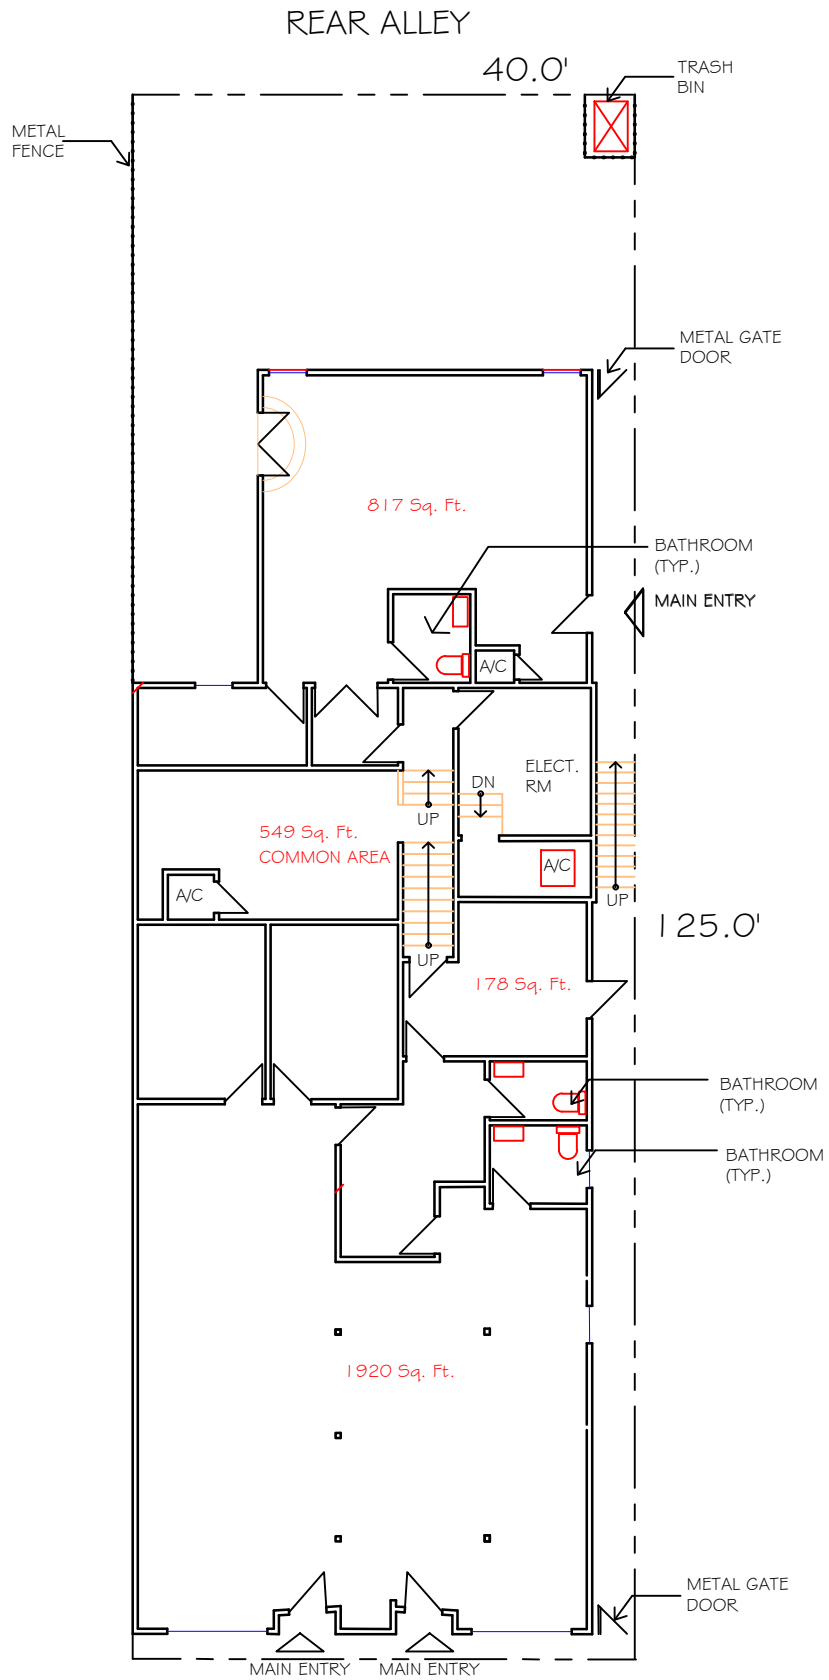 REAR ALLEY
40.0'
TRASH
BIN
METAL
FENCE
METAL GATE
DOOR
817 Sq. Ft.
BATHROOM
(TYP.)
MAIN ENTRY
A/C
ELECT.
RM
DN
UP
549 Sq. Ft.
COMMON AREA
A/C
A/C
UP
125.0'
UP
178 Sq. Ft.
BATHROOM
(TYP.)
BATHROOM
(TYP.)
1920 Sq. Ft.
METAL GATE
DOOR
MAIN ENTRY
MAIN ENTRY